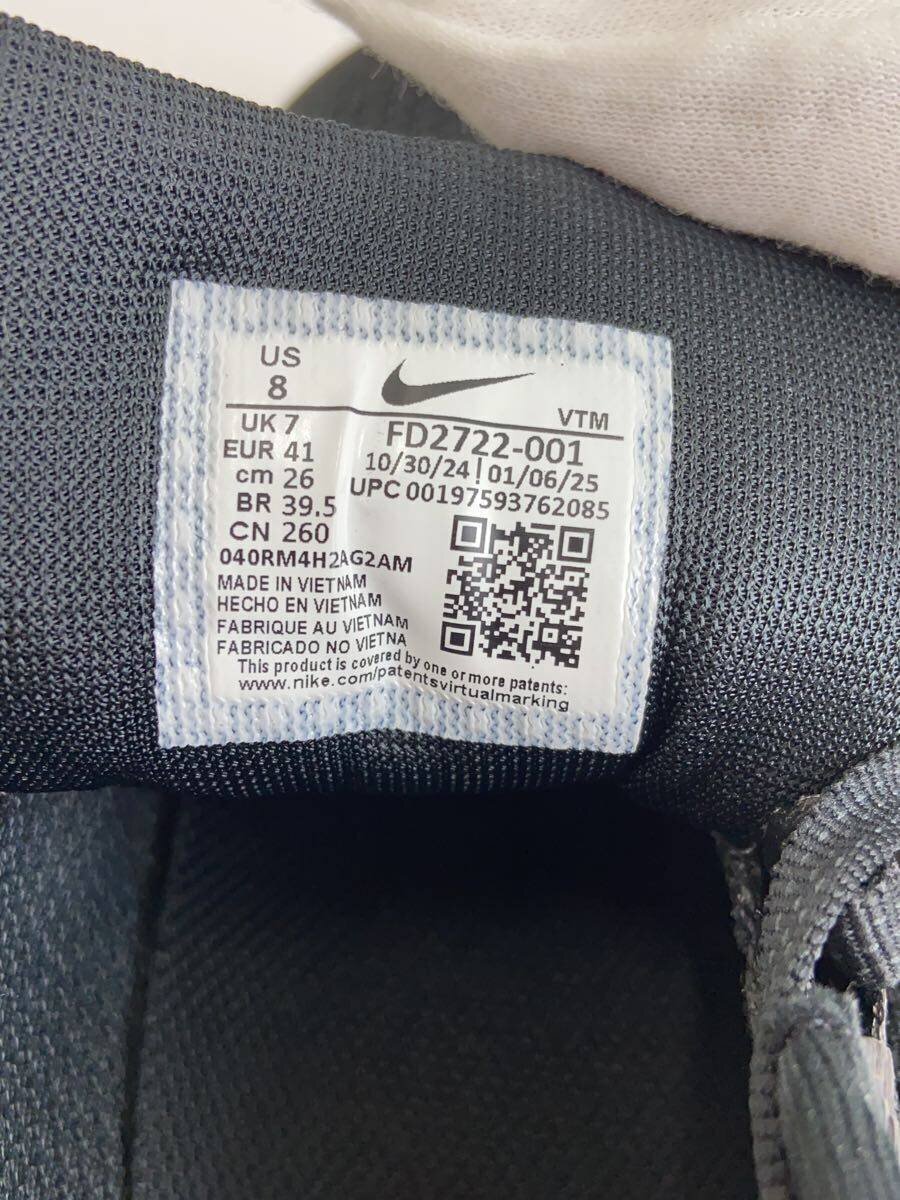 US
8
VTM
UK 7
FD2722-001
EUR 41
10/30/24 | 01/06/25
cm 26
UPC 00197593762085
BR 39.5
CN 260
040RM4H2AG2AM
MADE IN VIETNAM
HECHO EN VIETNAM
FABRIQUE AU VIETNAM
FABRICADO NO VIETNA
This product is covered by one or more patents:
www.nike.com/patentsvirtualmarking